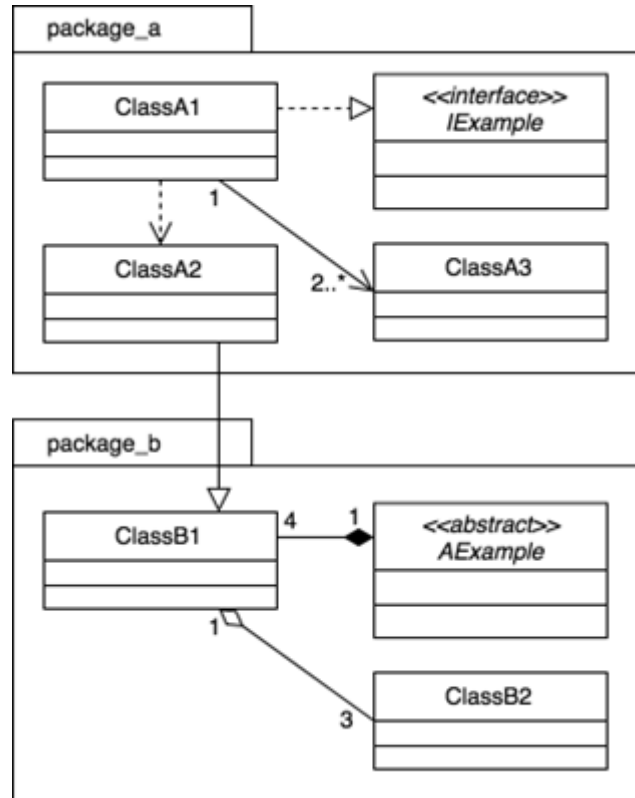 package_a
ClassA1
<<interface>>
IExample
1
ClassA2
2..*
ClassA3
package_b
ClassB1
4
1
<<abstract>>
AExample
1
3
ClassB2